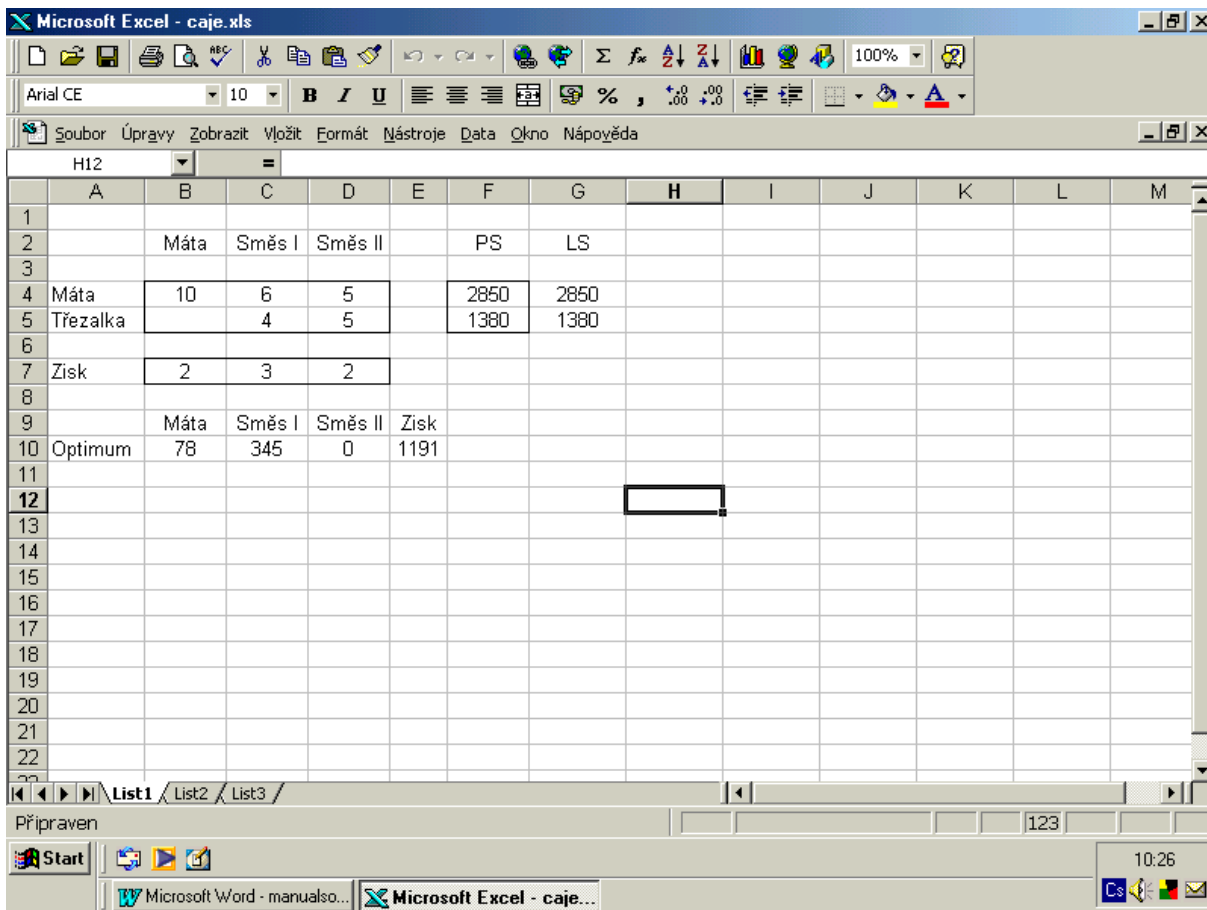 Microsoft Excel - caje.xls
100%
Arial CE 10 B I U
Soubor Úpravy Zobrazit Vložit Formát Nástroje Data Okno Nápověda
H12 =
A B C D E F G H I J K L M
1
2 Máta Směs I Směs II PS LS
3
4 Máta 10 6 5 2850 2850
5 Třezalka 4 5 1380 1380
6
7 Zisk 2 3 2
8
9 Máta Směs I Směs II Zisk
10 Optimum 78 345 0 1191
11
12
13
14
15
16
17
18
19
20
21
22
List1 List2 List3
Připraven 123
Start 10:26
Microsoft Word - manualso... Microsoft Excel - caje... Cs